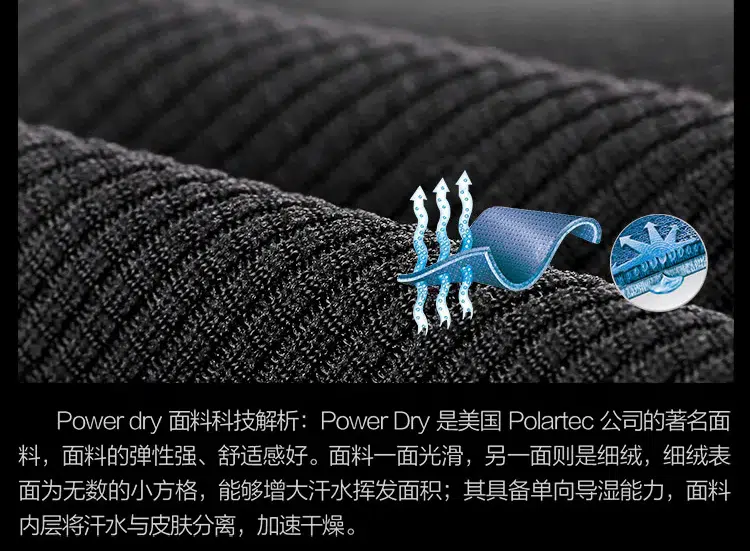 Power dry 面料科技解析：Power Dry 是美国 Polartec 公司的著名面
料，面料的弹性强、舒适感好。面料一面光滑，另一面则是细绒，细绒表
面为无数的小方格，能够增大汗水挥发面积；其具备单向导湿能力，面料
内层将汗水与皮肤分离，加速干燥。